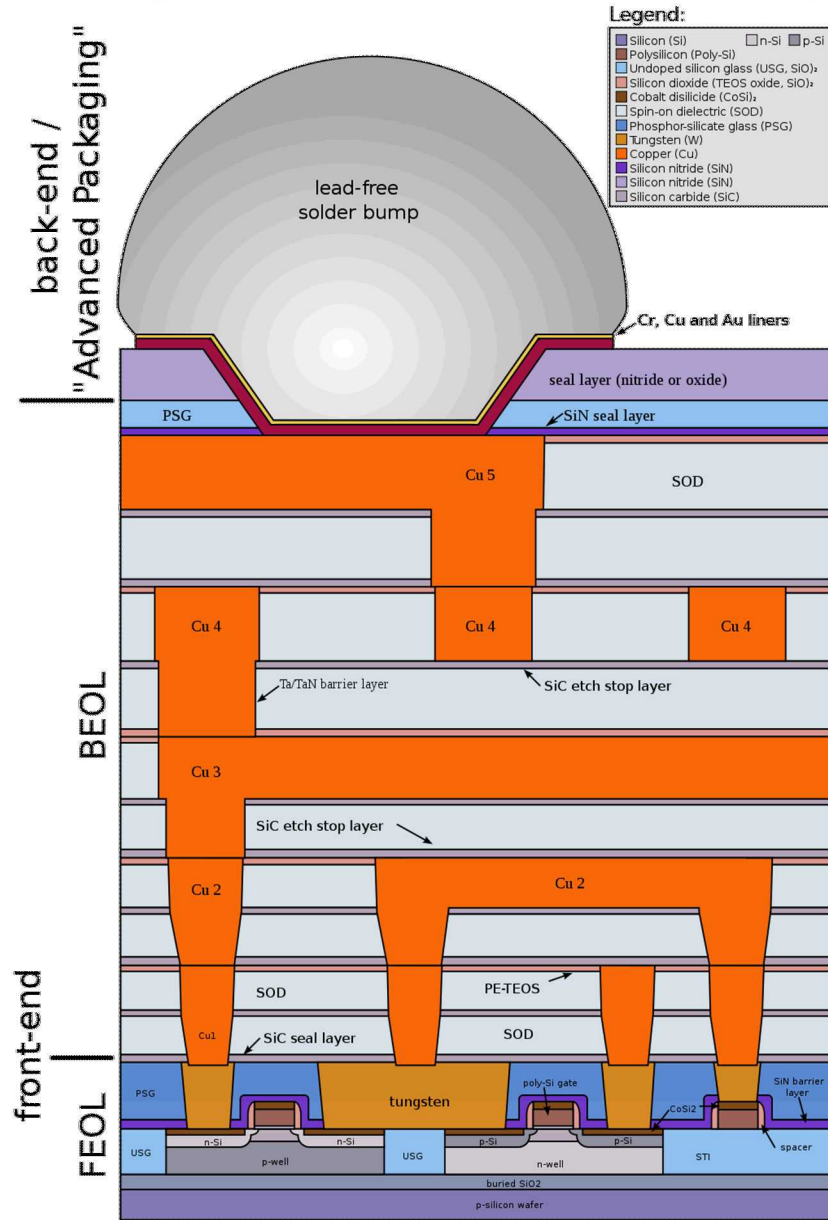 Legend:
Silicon (Si)
n-Si
p-Si
Polysilicon (Poly-Si)
Undoped silicon glass (USG, SiO)₂
Silicon dioxide (TEOS oxide, SiO)₂
Cobalt disilicide (CoSi)₂
Spin-on dielectric (SOD)
Phosphor-silicate glass (PSG)
Tungsten (W)
Copper (Cu)
Silicon nitride (SiN)
Silicon nitride (SiN)
Silicon carbide (SiC)
back-end /
"Advanced Packaging"
lead-free
solder bump
Cr, Cu and Au liners
seal layer (nitride or oxide)
PSG
SiN seal layer
Cu 5
SOD
BEOL
Cu 4
Cu 4
Cu 4
Ta/TaN barrier layer
SiC etch stop layer
Cu 3
SiC etch stop layer
Cu 2
Cu 2
front-end
SOD
PE-TEOS
Cu1
SiC seal layer
SOD
FEOL
PSG
tungsten
poly-Si gate
CoSi2
SiN barrier
layer
USG
n-Si
n-Si
p-well
USG
p-Si
p-Si
n-well
STI
spacer
buried SiO2
p-silicon wafer